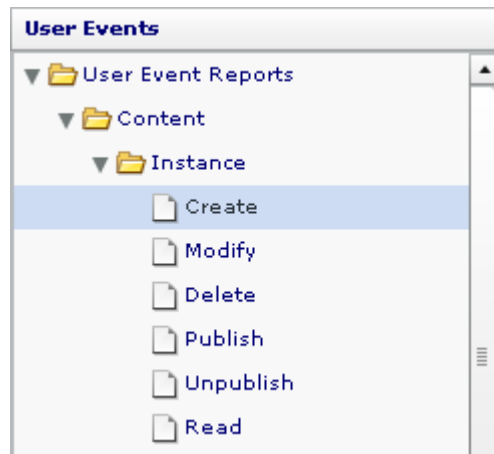 User Events
User Event Reports
Content
Instance
Create
Modify
Delete
Publish
Unpublish
Read